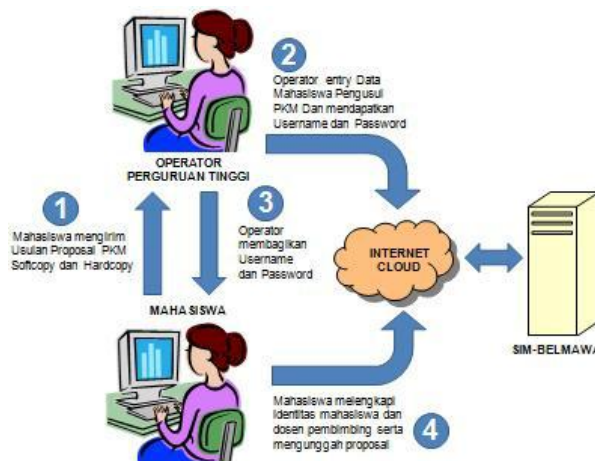 2
Operator entry Data
Mahasiswa Pengusul
PKM Dan mendapatkan
Username dan Password
OPERATOR
PERGURUAN TINGGI
1
Mahasiswa mengirim
Usulan Proposal PKM
Softcopy dan Hardcopy
3
Operator
membagikan
Username
dan Password
INTERNET
CLOUD
SIM-BELMAWA
MAHASISWA
Mahasiswa melengkapi
identitas mahasiswa dan
dosen pembimbing serta
mengunggah proposal
4